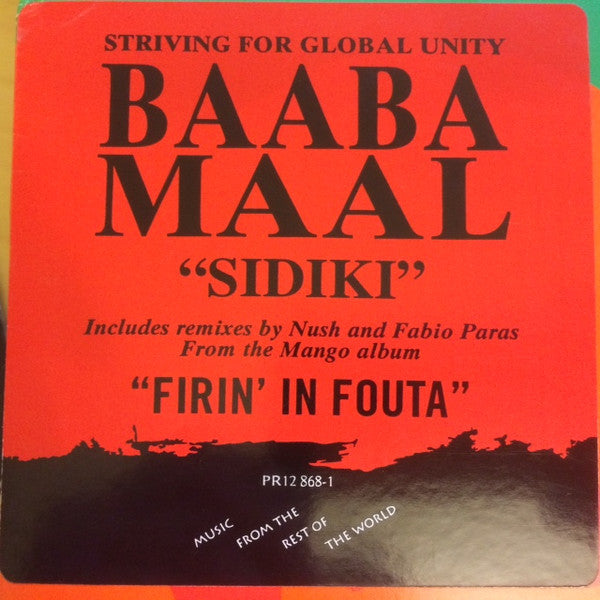 STRIVING FOR GLOBAL UNITY
BAABA
MAAL
“SIDIKI”
Includes remixes by Nush and Fabio Paras
From the Mango album
“FIRIN’ IN FOUTA”
PR12 868-1
MUSIC
FROM THE
REST OF
THE WORLD